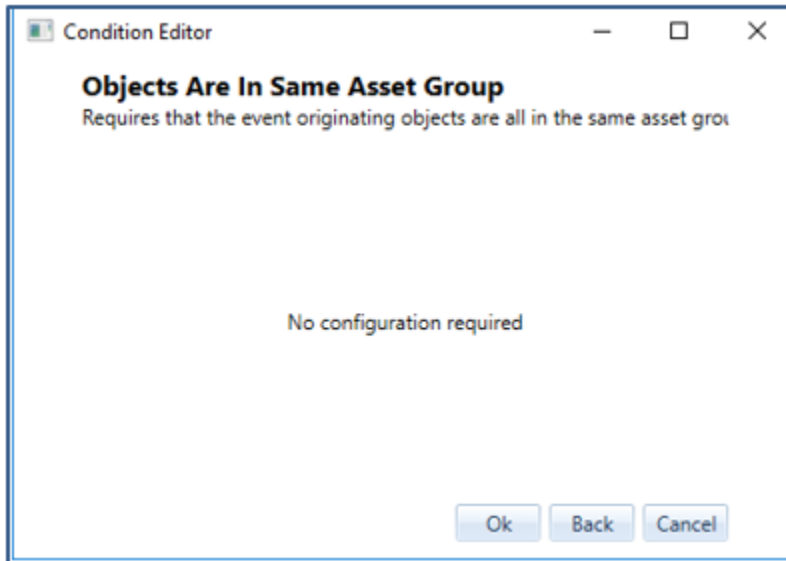 Condition Editor
Objects Are In Same Asset Group
Requires that the event originating objects are all in the same asset grou
No configuration required
Ok Back Cancel